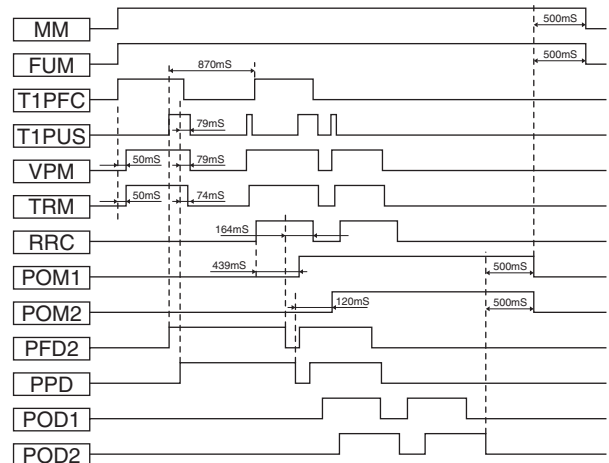 MM
500mS
FUM
500mS
870mS
T1PFC
T1PUS
79mS
VPM
50mS
79mS
TRM
50mS
74mS
RRC
164mS
POM1
439mS
500mS
POM2
120mS
500mS
PFD2
PPD
POD1
POD2